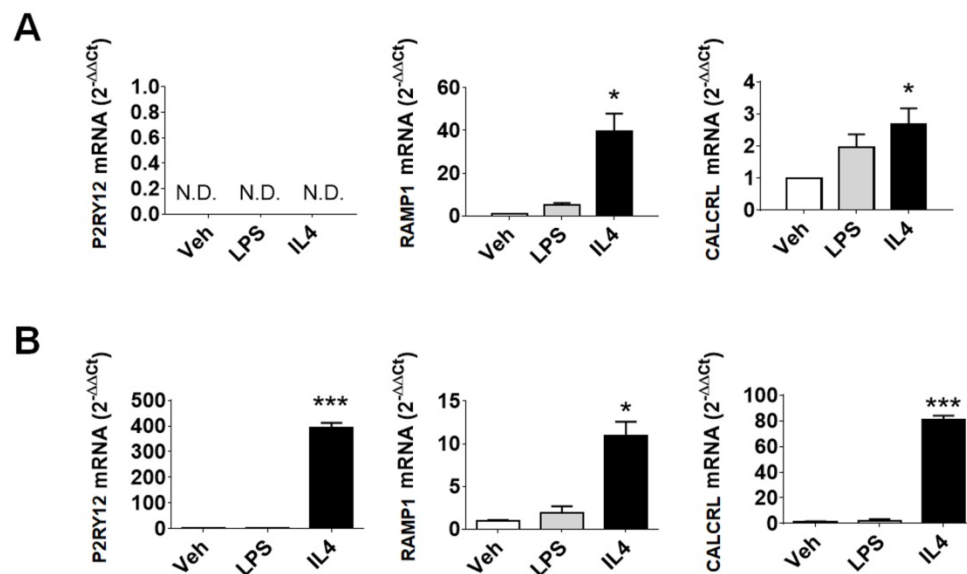 A
P2RY12 mRNA (2^-ΔΔCt)
1.0
0.8
0.6
0.4
0.2
0.0
N.D. N.D. N.D.
Veh LPS IL4
RAMP1 mRNA (2^-ΔΔCt)
60
40
20
0
*
Veh LPS IL4
CALCRL mRNA (2^-ΔΔCt)
4
3
2
1
0
*
Veh LPS IL4
B
P2RY12 mRNA (2^-ΔΔCt)
500
400
300
200
100
0
***
Veh LPS IL4
RAMP1 mRNA (2^-ΔΔCt)
15
10
5
0
*
Veh LPS IL4
CALCRL mRNA (2^-ΔΔCt)
100
80
60
40
20
0
***
Veh LPS IL4